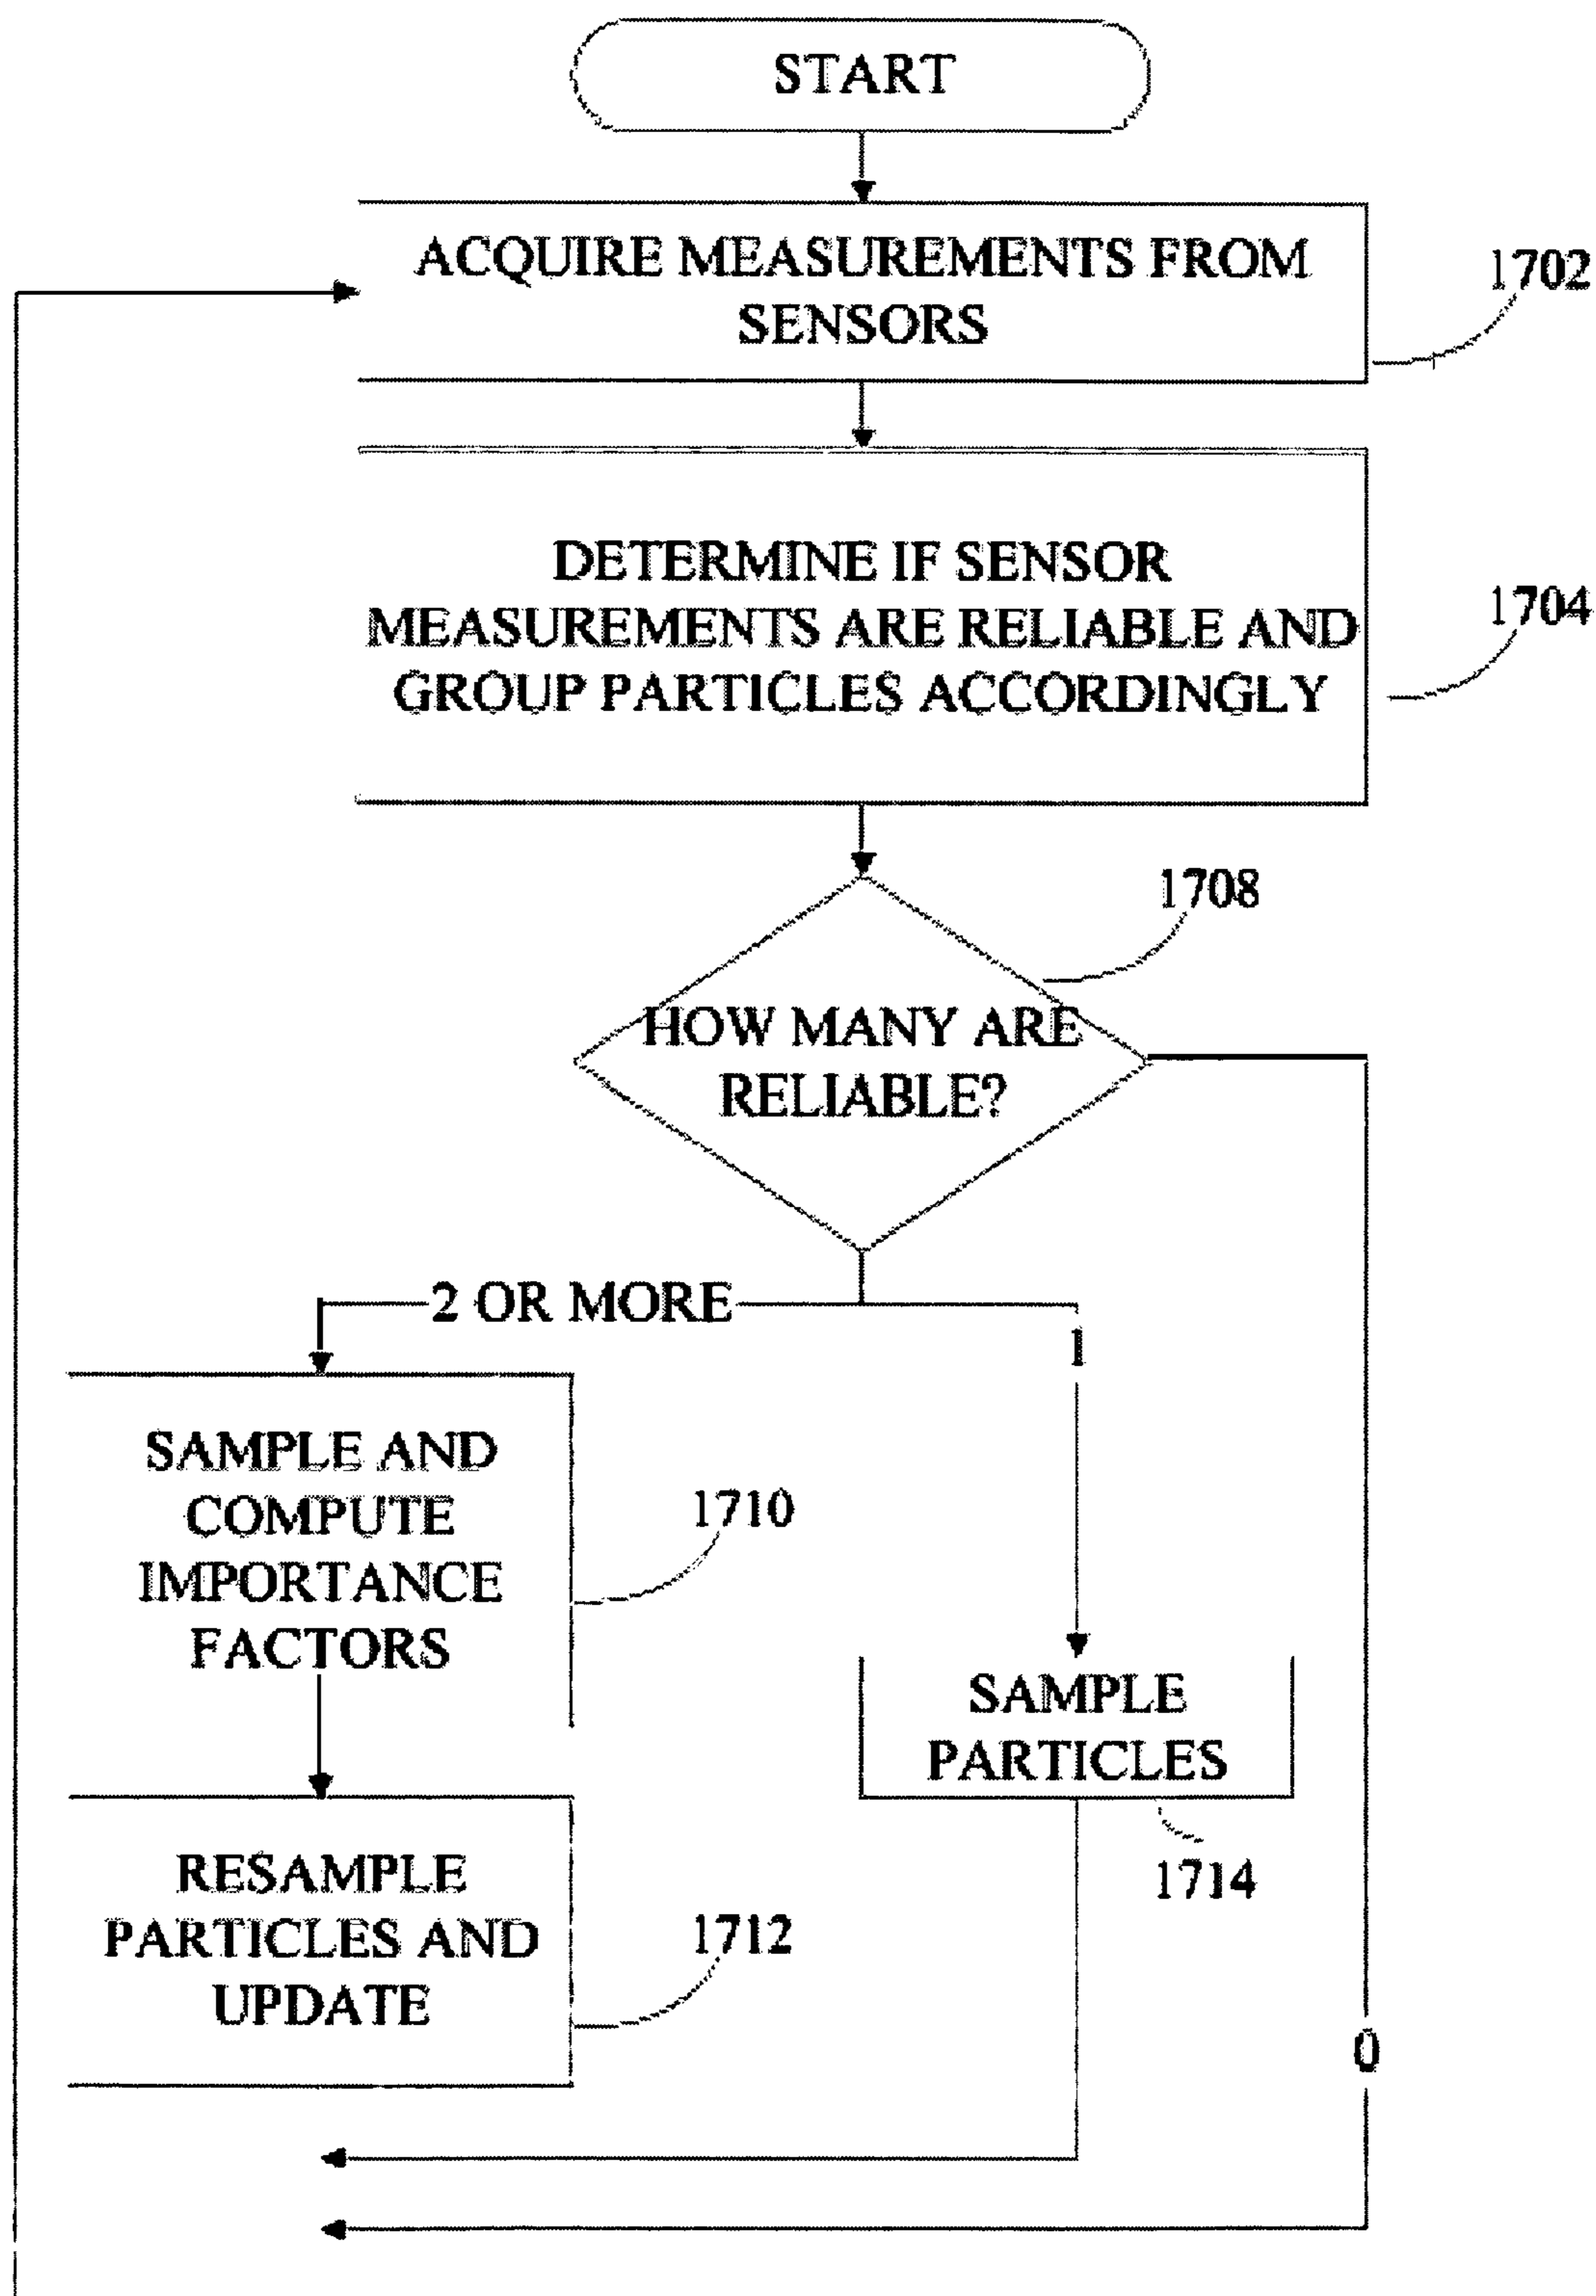 START
ACQUIRE MEASUREMENTS FROM
SENSORS
1702
DETERMINE IF SENSOR
MEASUREMENTS ARE RELIABLE AND
GROUP PARTICLES ACCORDINGLY
1704
1708
HOW MANY ARE
RELIABLE?
2 OR MORE
1
SAMPLE AND
COMPUTE
IMPORTANCE
FACTORS
1710
SAMPLE
PARTICLES
1714
RESAMPLE
PARTICLES AND
UPDATE
1712
0